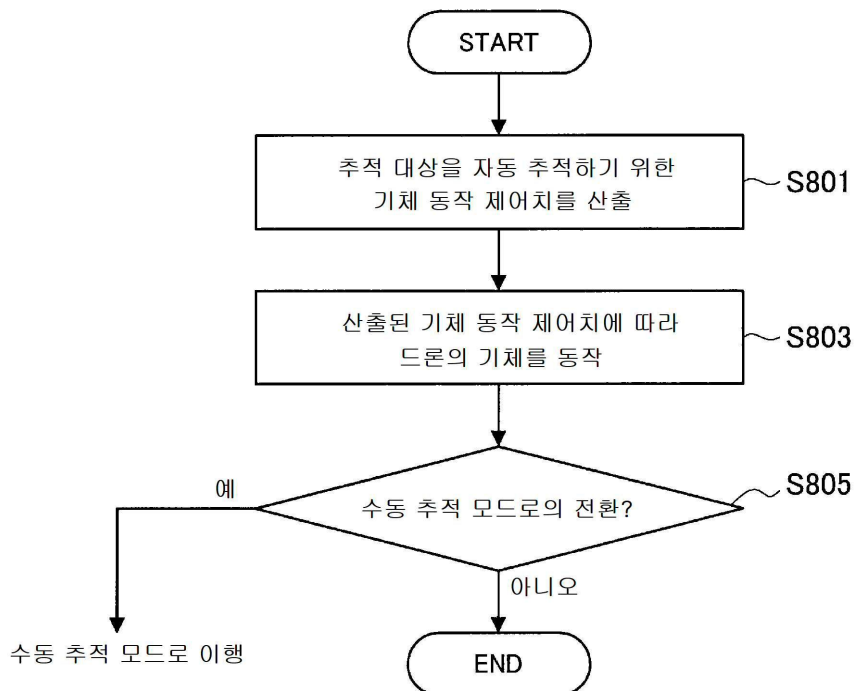 START
추적 대상을 자동 추적하기 위한
기체 동작 제어치를 산출
S801
산출된 기체 동작 제어치에 따라
드론의 기체를 동작
S803
수동 추적 모드로의 전환?
S805
예
아니오
수동 추적 모드로 이행
END